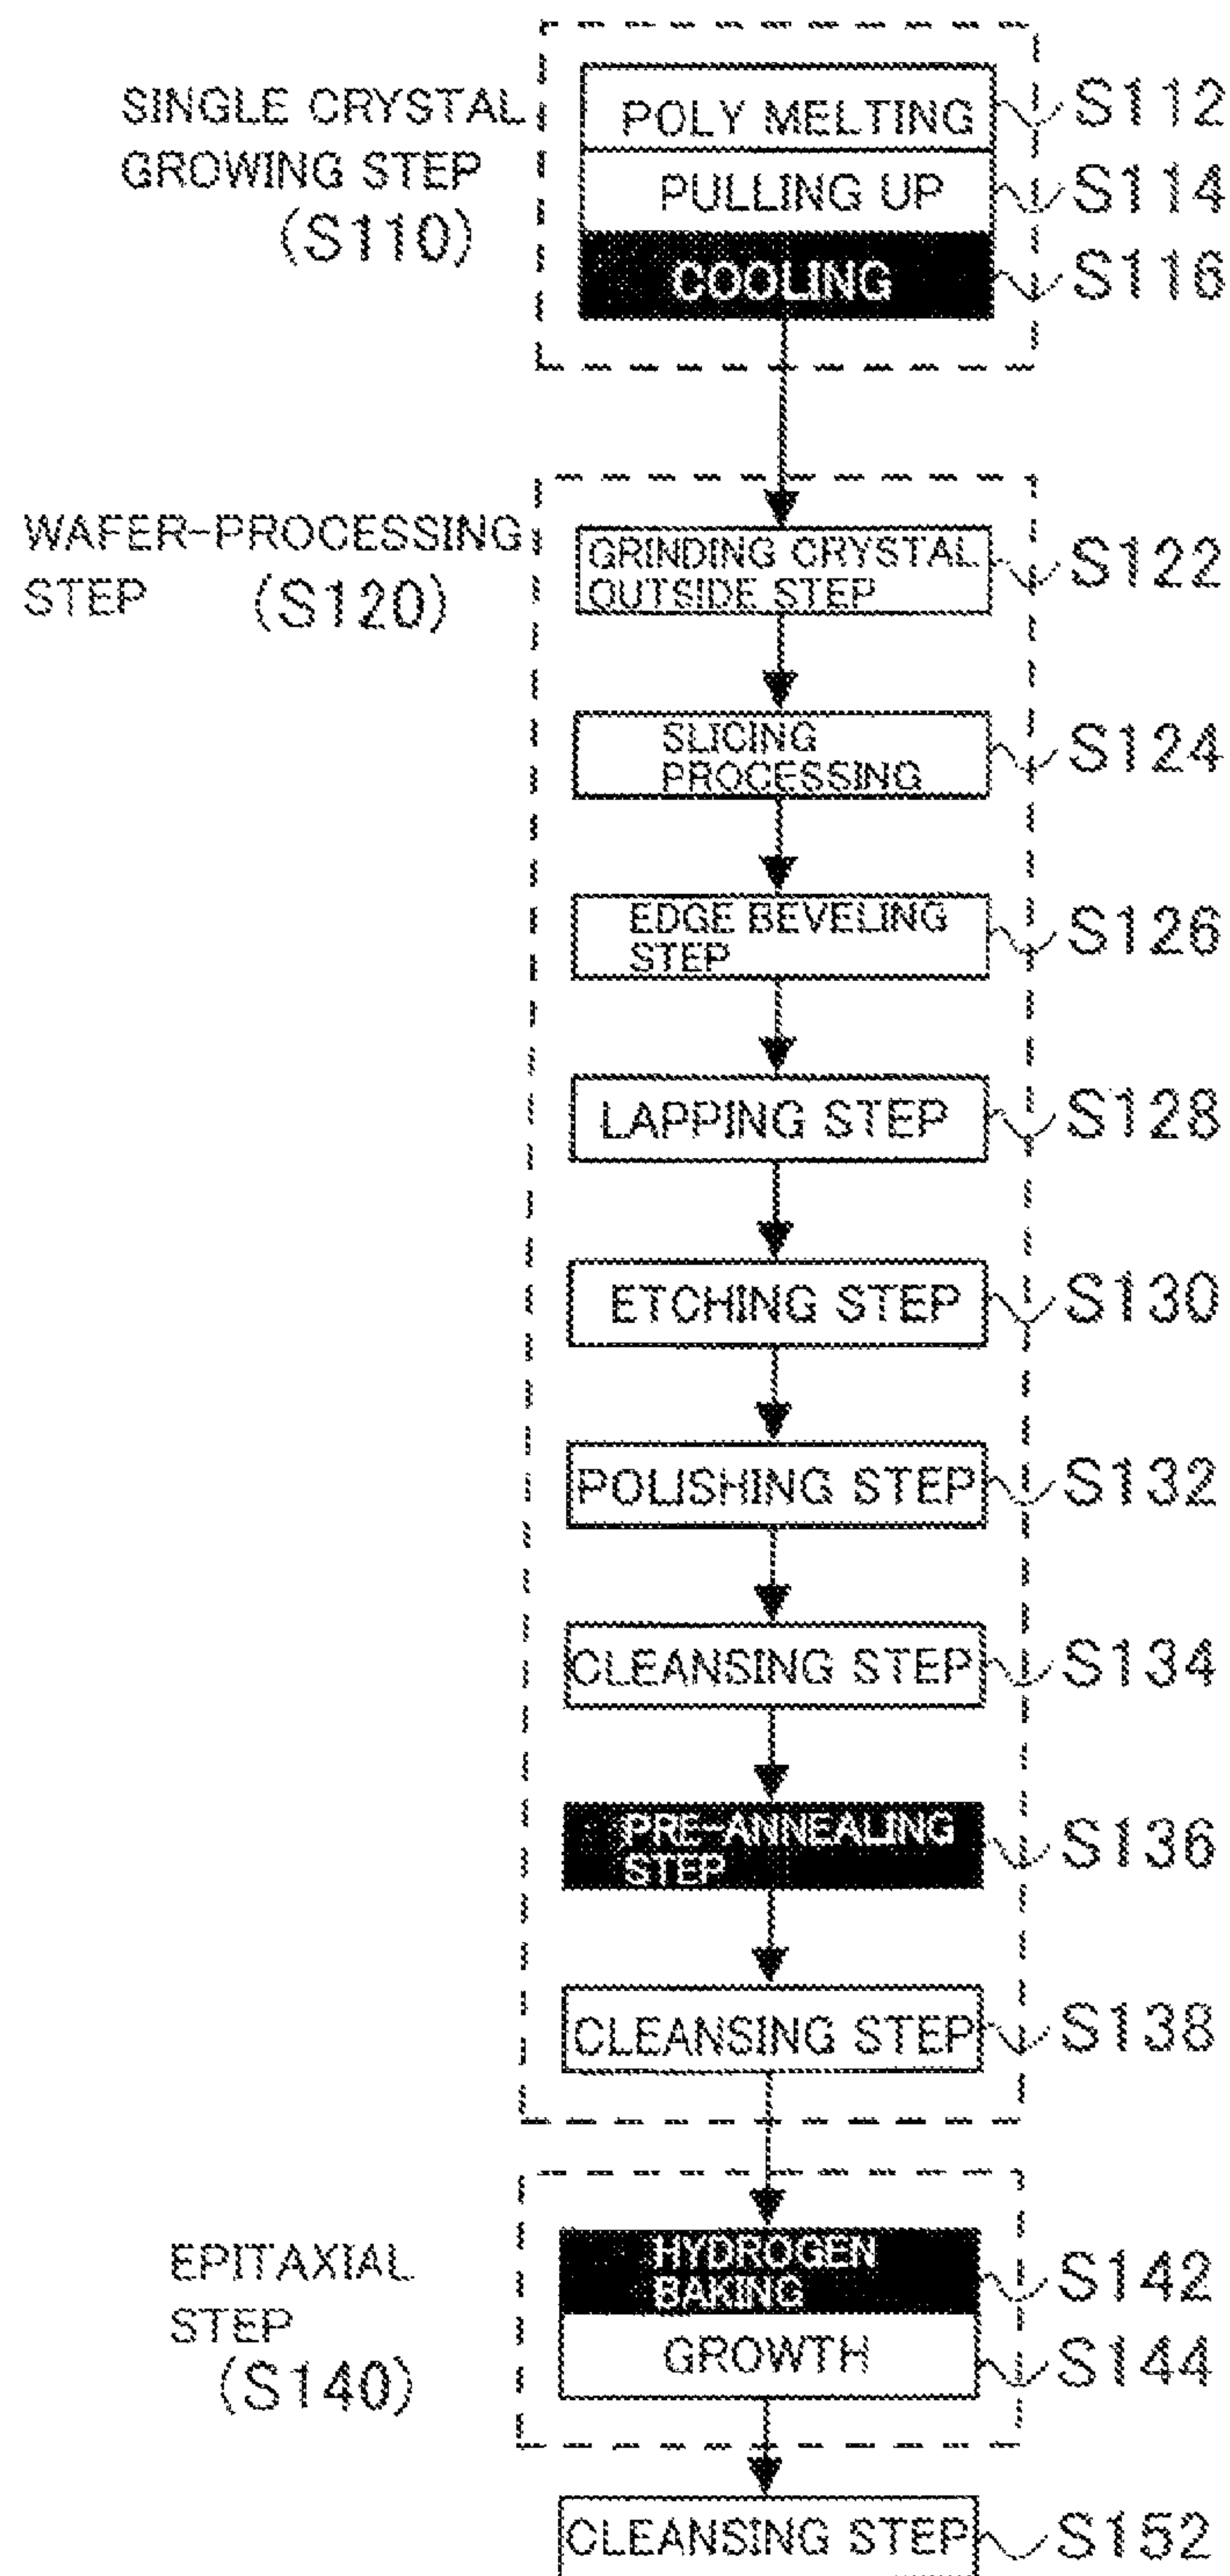 SINGLE CRYSTAL
GROWING STEP
(S110)
POLY MELTING
S112
PULLING UP
S114
COOLING
S116
WAFER-PROCESSING
STEP (S120)
GRINDING CRYSTAL
OUTSIDE STEP
S122
SLICING
PROCESSING
S124
EDGE BEVELING
STEP
S126
LAPPING STEP
S128
ETCHING STEP
S130
POLISHING STEP
S132
CLEANSING STEP
S134
PRE-ANNEALING
STEP
S136
CLEANSING STEP
S138
EPITAXIAL
STEP
(S140)
HYDROGEN
BAKING
S142
GROWTH
S144
CLEANSING STEP
S152